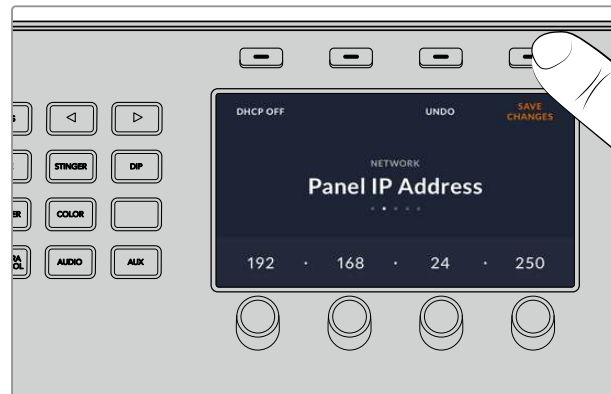 DHCP OFF
UNDO
SAVE
CHANGES
NETWORK
Panel IP Address
192 · 168 · 24 · 250
STINGER
DIP
COLOR
AUDIO
AUX